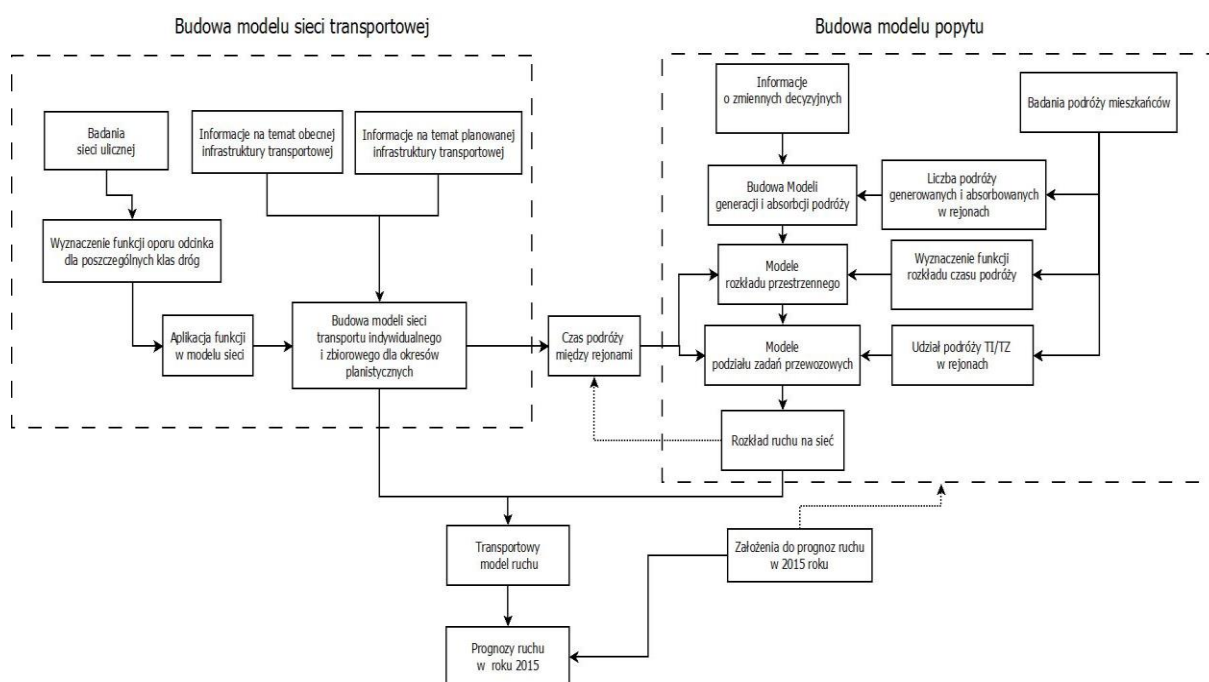 Budowa modelu sieci transportowej
Budowa modelu popytu
Informacje
o zmiennych decyzyjnych
Badania podróży mieszkańców
Badania
sieci ulicznej
Informacje na temat obecnej
infrastruktury transportowej
Informacje na temat planowanej
infrastruktury transportowej
Budowa Modeli
generacji i absorbcji podróży
Liczba podróży
generowanych i absorbowanych
w rejonach
Wyznaczenie funkcji oporu odcinka
dla poszczególnych klas dróg
Modele
rozkładu przestrzennego
Wyznaczenie funkcji
rozkładu czasu podróży
Aplikacja funkcji
w modelu sieci
Budowa modeli sieci
transportu indywidualnego
i zbiorowego dla okresów
planistycznych
Czas podróży
między rejonami
Modele
podziału zadań przewozowych
Udział podróży TI/TZ
w rejonach
Rozkład ruchu na sieć
Transportowy
model ruchu
Założenia do prognoz ruchu
w 2015 roku
Prognozy ruchu
w roku 2015